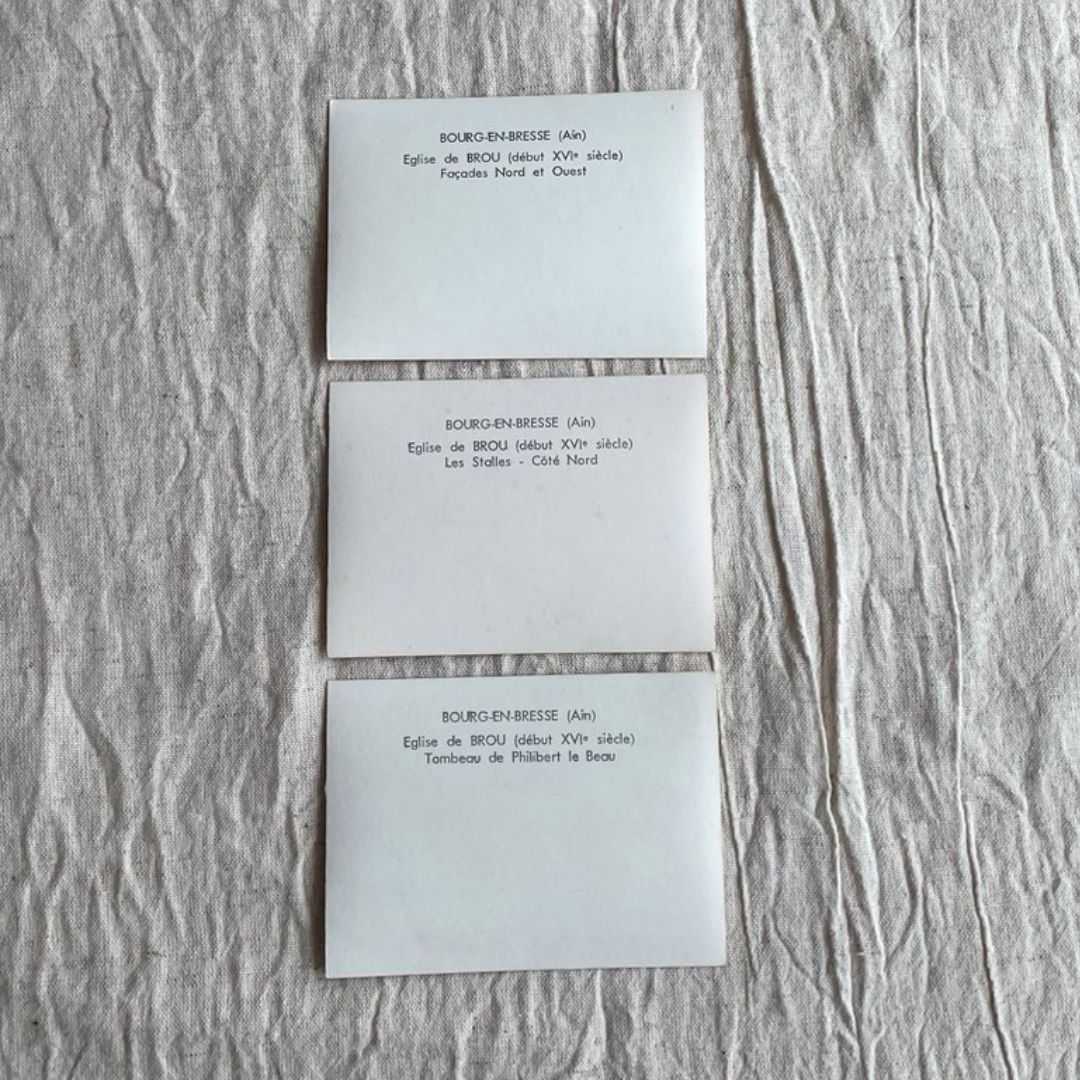 BOURG-EN-BRESSE (Ain)
Eglise de BROU (début XVIe siècle)
Façades Nord et Ouest
BOURG-EN-BRESSE (Ain)
Eglise de BROU (début XVIe siècle)
Les Stalles - Côté Nord
BOURG-EN-BRESSE (Ain)
Eglise de BROU (début XVIe siècle)
Tombeau de Philibert le Beau